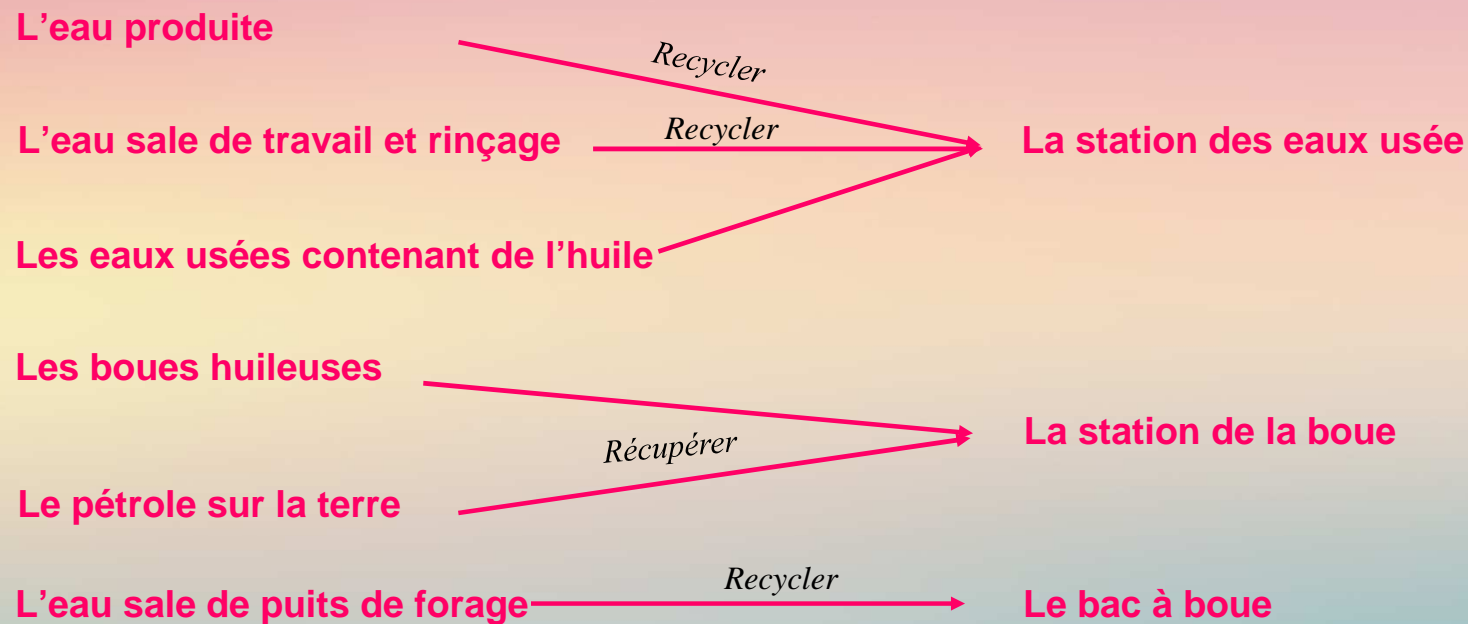 L’eau produite
Recycler
L’eau sale de travail et rinçage
Recycler
La station des eaux usée
Les eaux usées contenant de l’huile
Les boues huileuses
La station de la boue
Récupérer
Le pétrole sur la terre
L’eau sale de puits de forage
Recycler
Le bac à boue